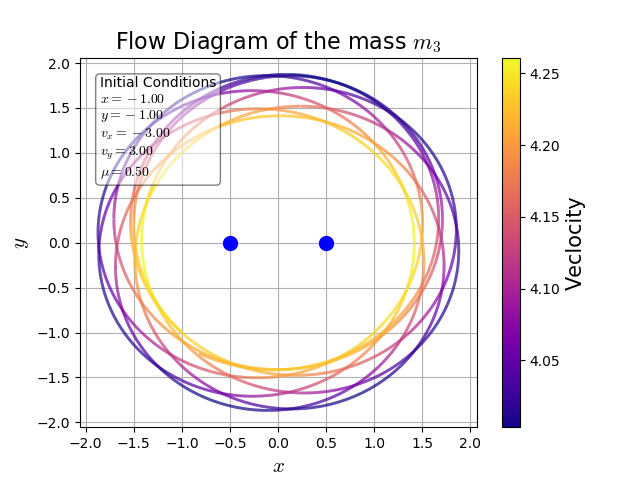 Flow Diagram of the mass m₃
Initial Conditions
x = −1.00
y = −1.00
vₓ = −3.00
v_y = 3.00
μ = 0.50
2.0
1.5
1.0
0.5
0.0
−0.5
−1.0
−1.5
−2.0
y
−2.0 −1.5 −1.0 −0.5 0.0 0.5 1.0 1.5 2.0
x
4.25
4.20
4.15
4.10
4.05
Veclocity